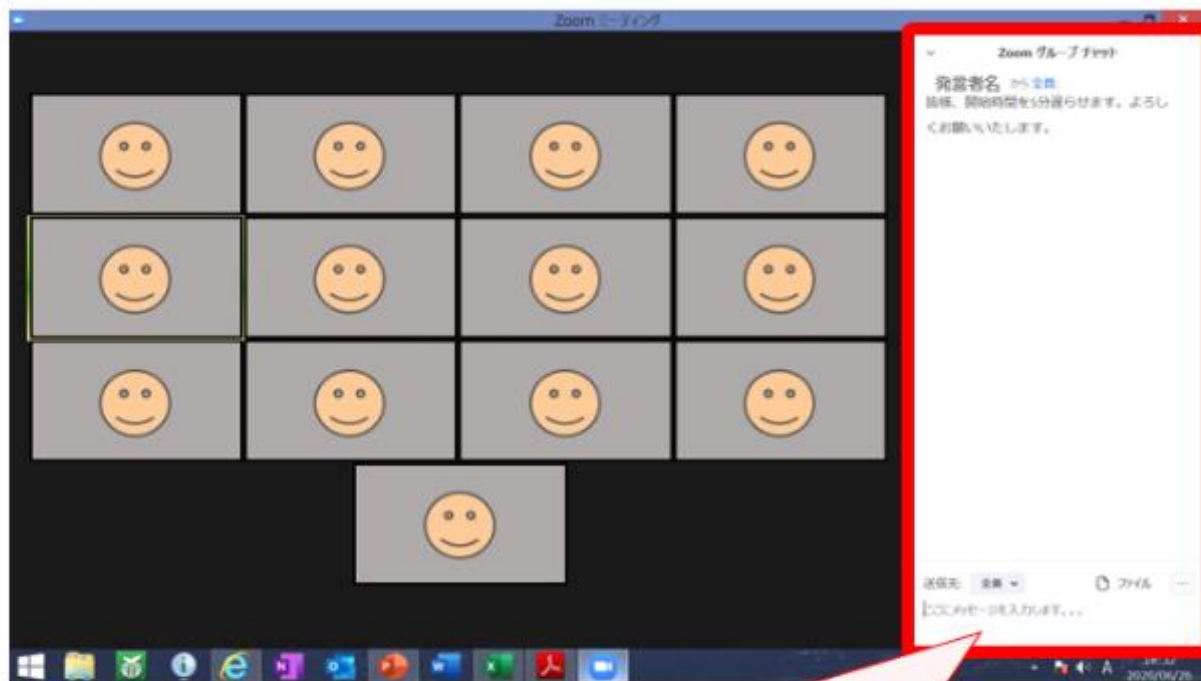 Zoom ミーティング
Zoom グループ チャット
発言者名 から 全員:
皆様、開始時間を5分遅らせます。よろし
くお願いいたします。
送信先: 全員
ファイル
ここにメッセージを入力します。。。
A
2020/06/26